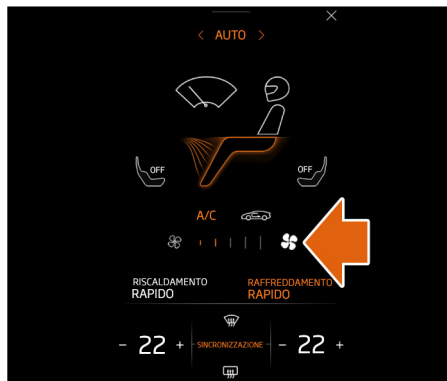 AUTO
OFF OFF
A/C
RISCALDAMENTO RAFFREDDAMENTO
RAPIDO RAPIDO
- 22 + SINCRONIZZAZIONE - 22 +